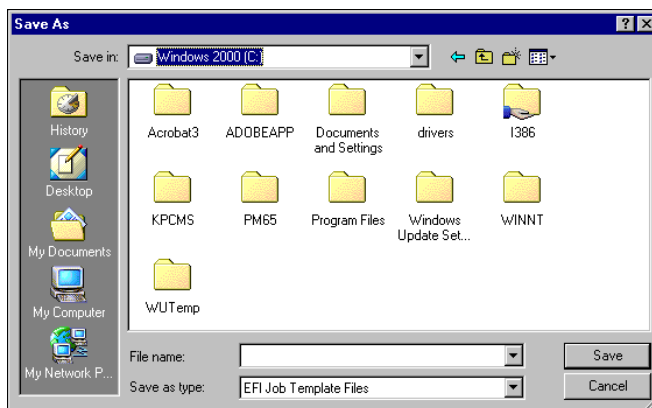 Save As
Save in:
Windows 2000 (C:)
History
Desktop
My Documents
My Computer
My Network P...
Acrobat3
ADOBEAPP
Documents
and Settings
drivers
I386
KPCMS
PM65
Program Files
Windows
Update Set...
WINNT
WUTemp
File name:
Save
Save as type:
EFI Job Template Files
Cancel